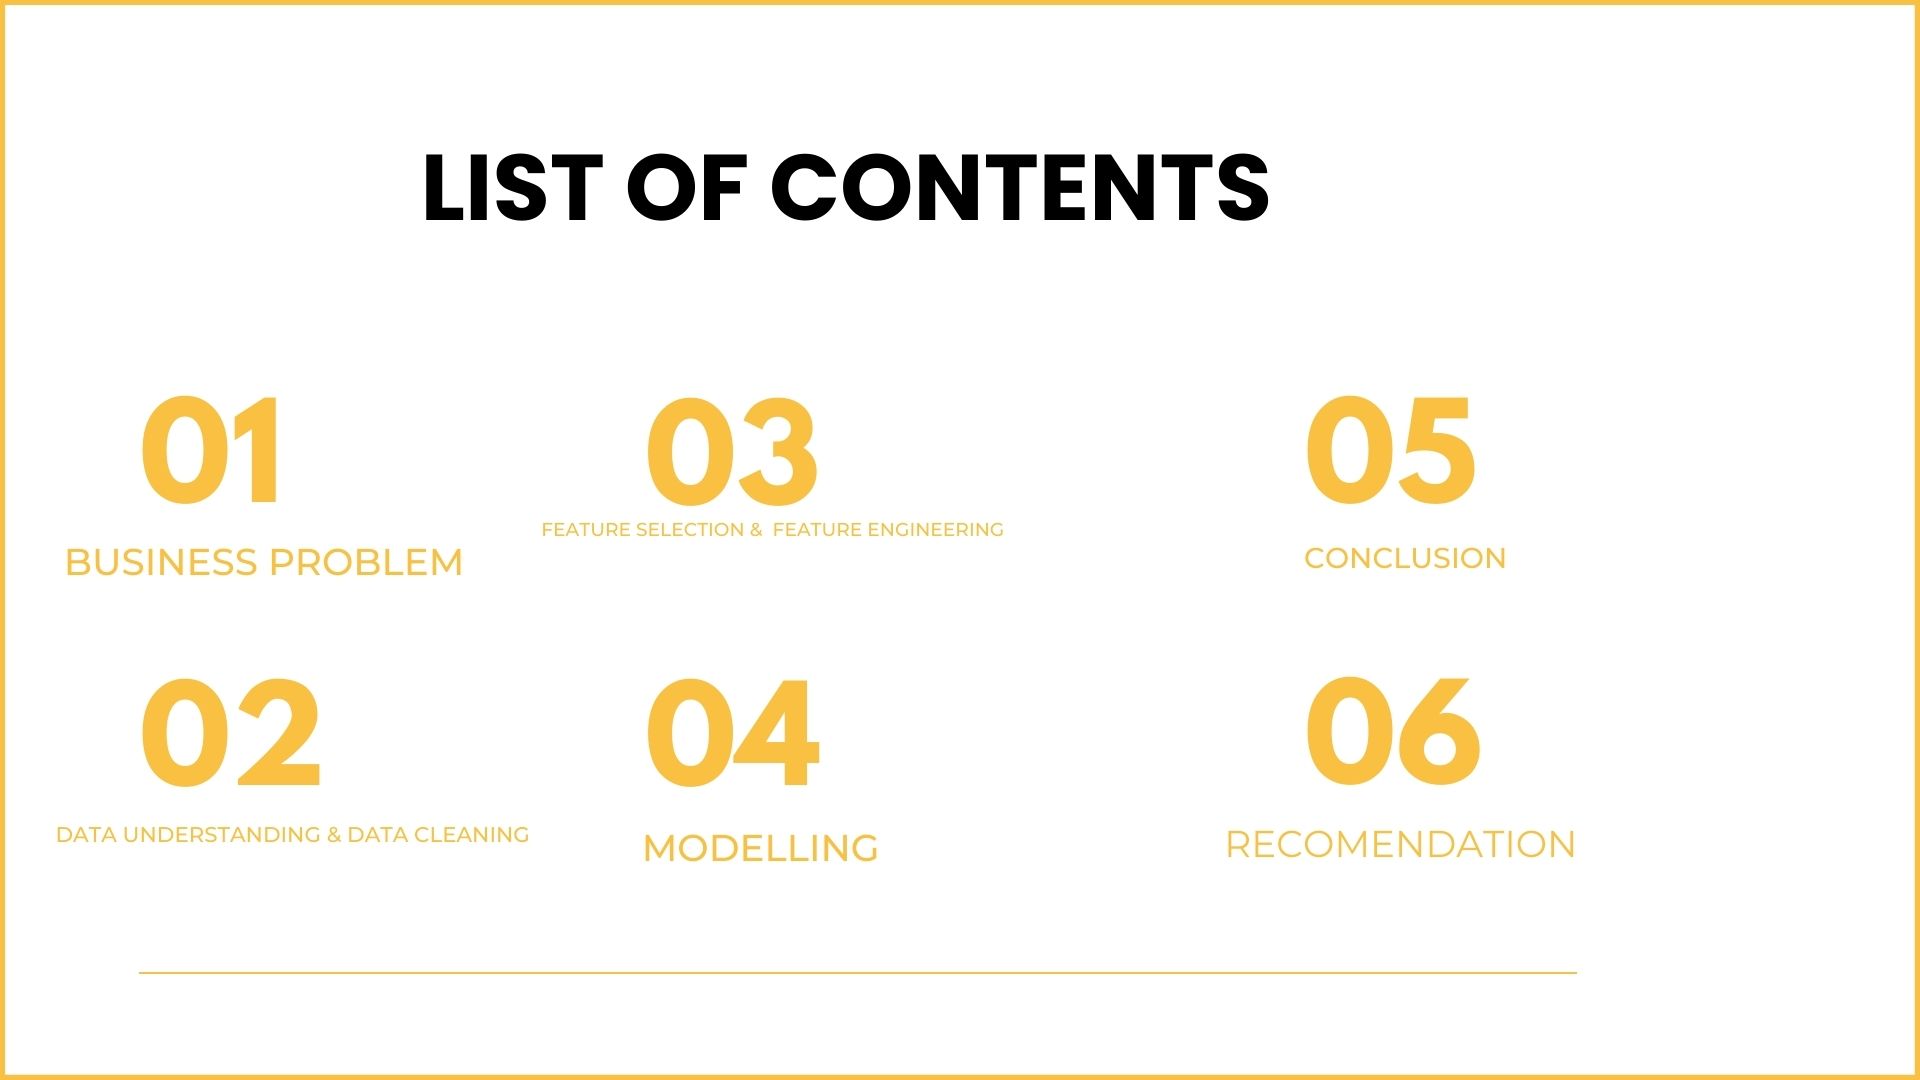 LIST OF CONTENTS
01
BUSINESS PROBLEM
02
DATA UNDERSTANDING & DATA CLEANING
03
FEATURE SELECTION & FEATURE ENGINEERING
04
MODELLING
05
CONCLUSION
06
RECOMENDATION